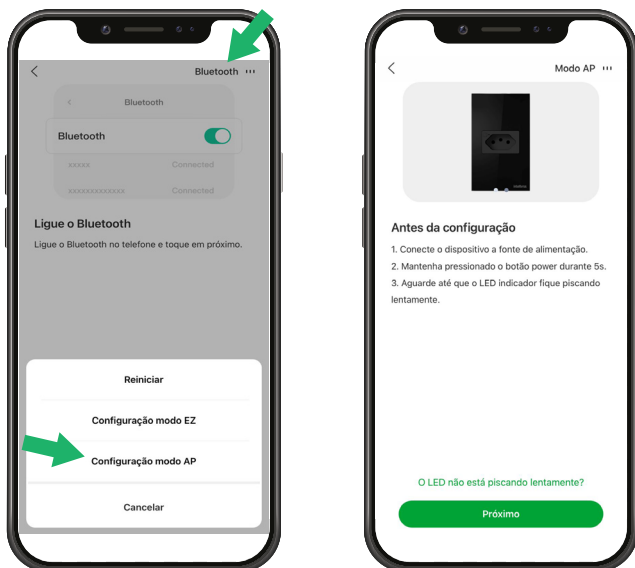 Bluetooth ...
Bluetooth
Bluetooth
xxxxx Connected
xxxxxxxxxxxxx Connected
Ligue o Bluetooth
Ligue o Bluetooth no telefone e toque em próximo.
Reiniciar
Configuração modo EZ
Configuração modo AP
Cancelar
Modo AP ...
Antes da configuração
1. Conecte o dispositivo a fonte de alimentação.
2. Mantenha pressionado o botão power durante 5s.
3. Aguarde até que o LED indicador fique piscando
lentamente.
O LED não está piscando lentamente?
Próximo